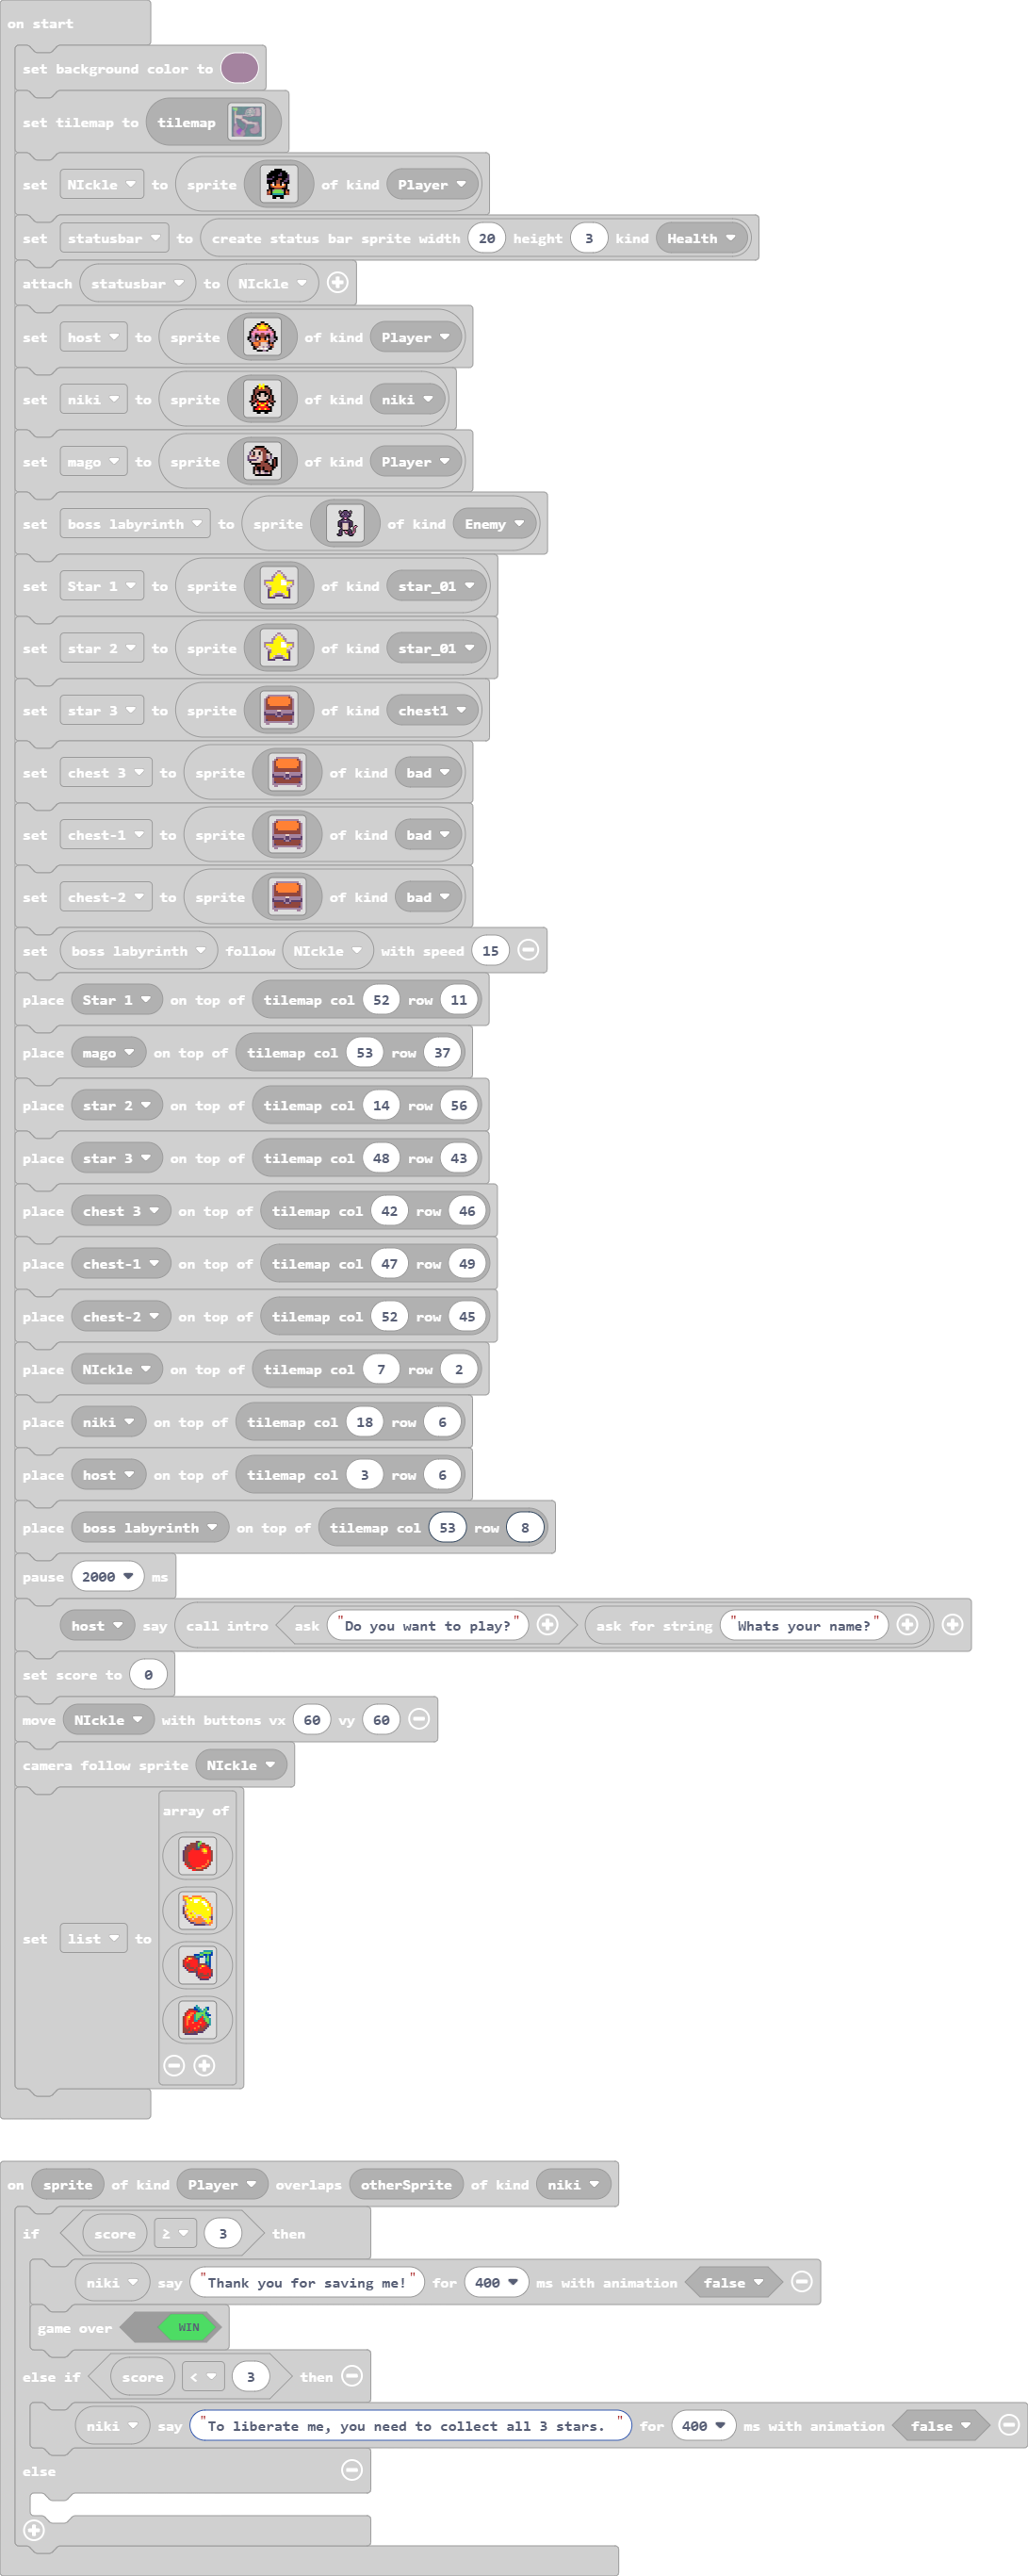 on start
set background color to
set tilemap to tilemap
set NIckle to sprite of kind Player
set statusbar to create status bar sprite width 20 height 3 kind Health
attach statusbar to NIckle
set host to sprite of kind Player
set niki to sprite of kind niki
set mago to sprite of kind Player
set boss labyrinth to sprite of kind Enemy
set Star 1 to sprite of kind star_01
set star 2 to sprite of kind star_01
set star 3 to sprite of kind chest1
set chest 3 to sprite of kind bad
set chest-1 to sprite of kind bad
set chest-2 to sprite of kind bad
set boss labyrinth follow NIckle with speed 15
place Star 1 on top of tilemap col 52 row 11
place mago on top of tilemap col 53 row 37
place star 2 on top of tilemap col 14 row 56
place star 3 on top of tilemap col 48 row 43
place chest 3 on top of tilemap col 42 row 46
place chest-1 on top of tilemap col 47 row 49
place chest-2 on top of tilemap col 52 row 45
place NIckle on top of tilemap col 7 row 2
place niki on top of tilemap col 18 row 6
place host on top of tilemap col 3 row 6
place boss labyrinth on top of tilemap col 53 row 8
pause 2000 ms
host say call intro ask "Do you want to play?" ask for string "Whats your name?"
set score to 0
move NIckle with buttons vx 60 vy 60
camera follow sprite NIckle
array of
set list to
on sprite of kind Player overlaps otherSprite of kind niki
if score ≥ 3 then
niki say "Thank you for saving me!" for 400 ms with animation false
game over WIN
else if score < 3 then
niki say "To liberate me, you need to collect all 3 stars. " for 400 ms with animation false
else